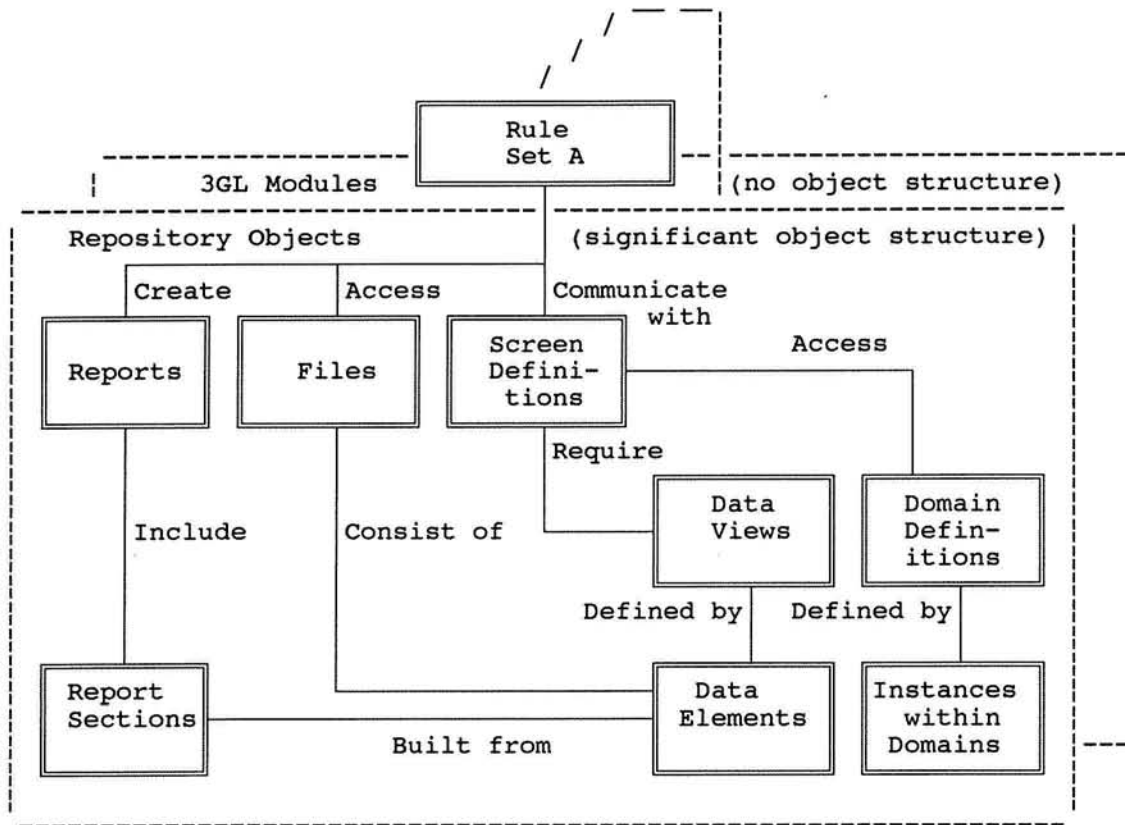 Rule
Set A
3GL Modules
(no object structure)
Repository Objects
(significant object structure)
Create
Access
Communicate
with
Reports
Files
Screen
Defini-
tions
Access
Require
Include
Consist of
Data
Views
Domain
Defin-
itions
Defined by
Defined by
Report
Sections
Data
Elements
Instances
within
Domains
Built from